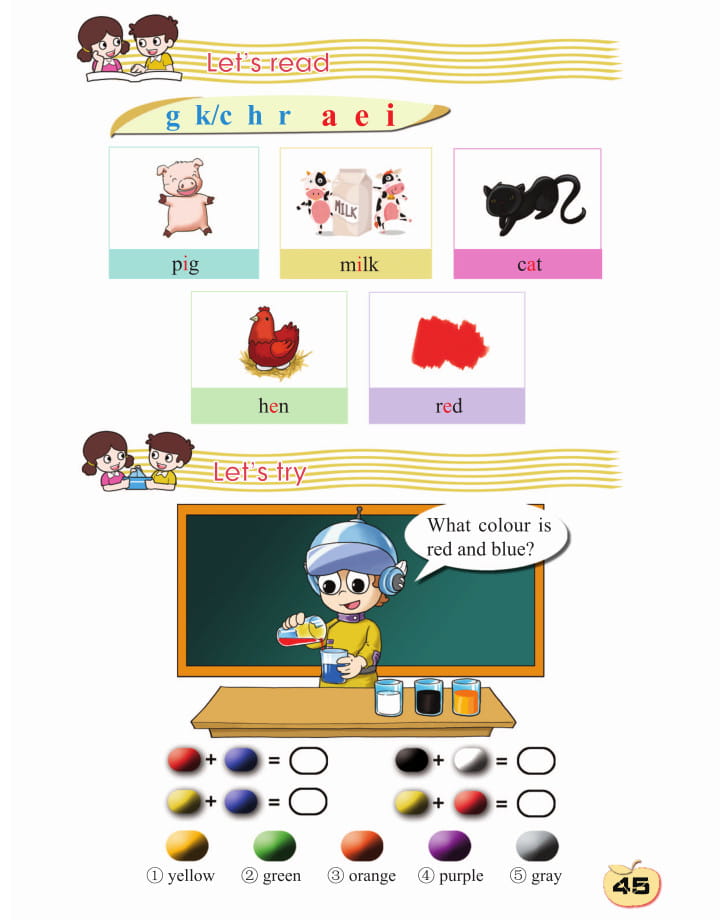 Let's read
g k/c h r a e i
MILK
pig milk cat
hen red
Let's try
What colour is
red and blue?
+ = + =
+ = + =
① yellow ② green ③ orange ④ purple ⑤ gray
45